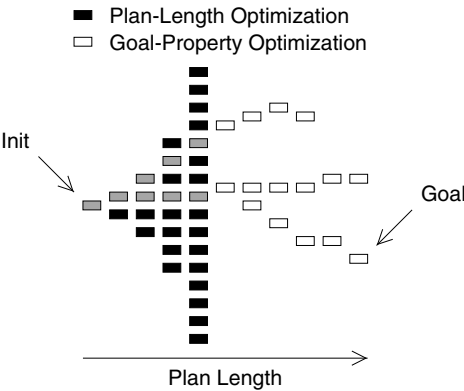 Plan-Length Optimization
Goal-Property Optimization
Init
Goal
Plan Length